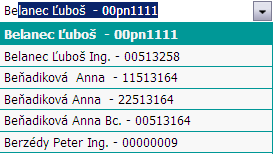 Belanec Ľuboš - 00pn1111
Belanec Ľuboš - 00pn1111
Belanec Ľuboš Ing. - 00513258
Beňadiková Anna - 11513164
Beňadiková Anna - 22513164
Beňadiková Anna Bc. - 00513164
Berzédy Peter Ing. - 00000009